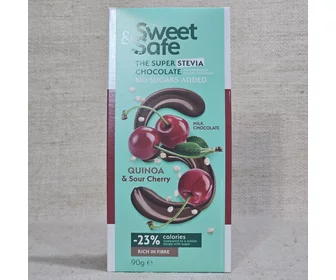 Sweet
&Safe
THE SUPER STEVIA
CHOCOLATE
NO SUGARS ADDED
MILK
CHOCOLATE
QUINOA
& Sour Cherry
-23% calories
RICH IN FIBRE
90g e